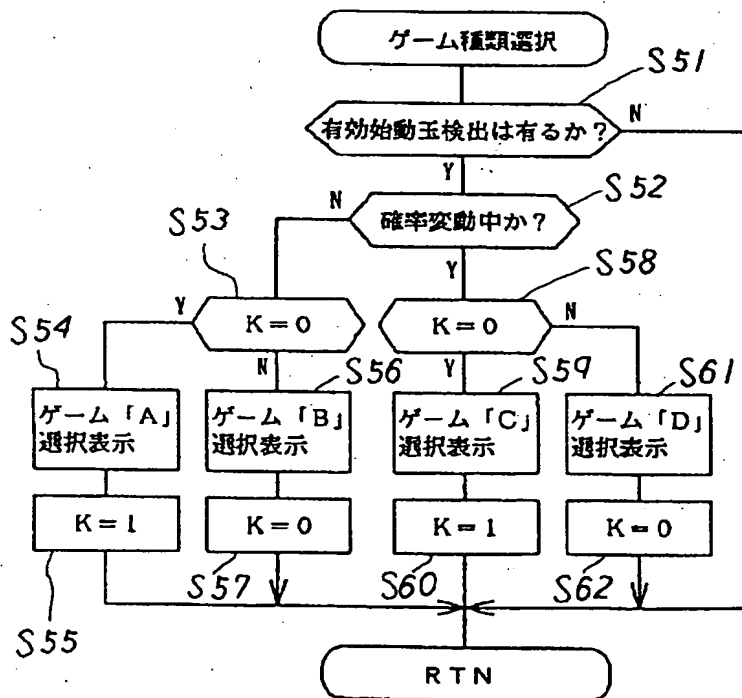 ゲーム種類選択
S51
有効始動玉検出は有るか?
N
Y
S52
N
確率変動中か?
S53
Y
S58
Y
K=0
K=0
N
S54
N
S56
Y
S59
S61
ゲーム「A」
選択表示
ゲーム「B」
選択表示
ゲーム「C」
選択表示
ゲーム「D」
選択表示
K=1
K=0
K=1
K=0
S55
S57
S60
S62
RTN